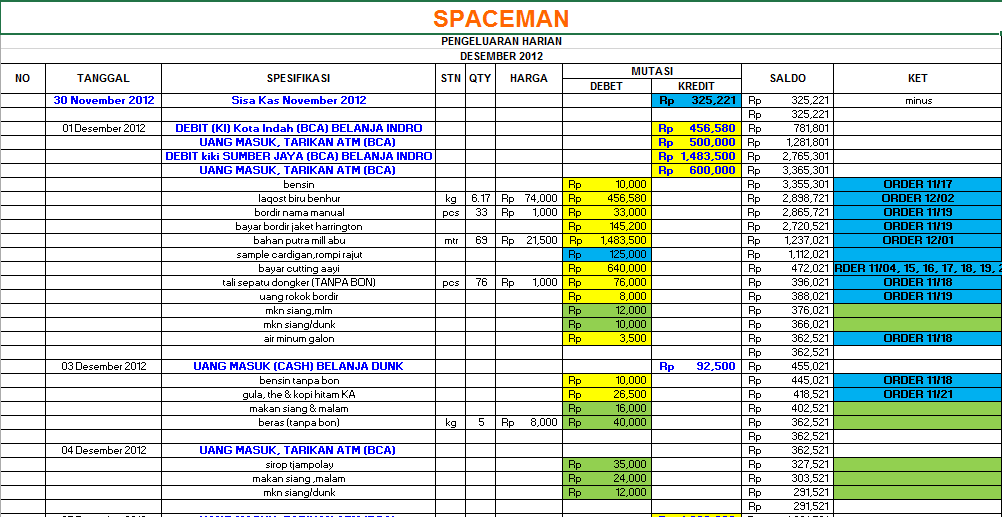 SPACEMAN
PENGELUARAN HARIAN
DESEMBER 2012
NO TANGGAL SPESIFIKASI STN QTY HARGA MUTASI SALDO KET
DEBET KREDIT
30 November 2012 Sisa Kas November 2012 Rp 325,221 Rp 325,221 minus
Rp 325,221
01 Desember 2012 DEBIT (KI) Kota Indah (BCA) BELANJA INDRO Rp 456,580 Rp 781,801
UANG MASUK, TARIKAN ATM (BCA) Rp 500,000 Rp 1,281,801
DEBIT kiki SUMBER JAYA (BCA) BELANJA INDRO Rp 1,483,500 Rp 2,765,301
UANG MASUK, TARIKAN ATM (BCA) Rp 600,000 Rp 3,365,301
bensin Rp 10,000 Rp 3,355,301 ORDER 11/17
laqost biru benhur kg 6.17 Rp 74,000 Rp 456,580 Rp 2,898,721 ORDER 12/02
bordir nama manual pcs 33 Rp 1,000 Rp 33,000 Rp 2,865,721 ORDER 11/19
bayar bordir jaket harrington Rp 145,200 Rp 2,720,521 ORDER 11/19
bahan putra mill abu mtr 69 Rp 21,500 Rp 1,483,500 Rp 1,237,021 ORDER 12/01
sample cardigan,rompi rajut Rp 125,000 Rp 1,112,021
bayar cutting aayi Rp 640,000 Rp 472,021 RDER 11/04, 15, 16, 17, 18, 19, 2
tali sepatu dongker (TANPA BON) pcs 76 Rp 1,000 Rp 76,000 Rp 396,021 ORDER 11/18
uang rokok bordir Rp 8,000 Rp 388,021 ORDER 11/19
mkn siang,mlm Rp 12,000 Rp 376,021
mkn siang/dunk Rp 10,000 Rp 366,021
air minum galon Rp 3,500 Rp 362,521 ORDER 11/18
Rp 362,521
03 Desember 2012 UANG MASUK (CASH) BELANJA DUNK Rp 92,500 Rp 455,021
bensin tanpa bon Rp 10,000 Rp 445,021 ORDER 11/18
gula, the & kopi hitam KA Rp 26,500 Rp 418,521 ORDER 11/21
makan siang & malam Rp 16,000 Rp 402,521
beras (tanpa bon) kg 5 Rp 8,000 Rp 40,000 Rp 362,521
Rp 362,521
04 Desember 2012 UANG MASUK, TARIKAN ATM (BCA) Rp 362,521
sirop tjampolay Rp 35,000 Rp 327,521
makan siang ,malam Rp 24,000 Rp 303,521
mkn siang/dunk Rp 12,000 Rp 291,521
Rp 291,521